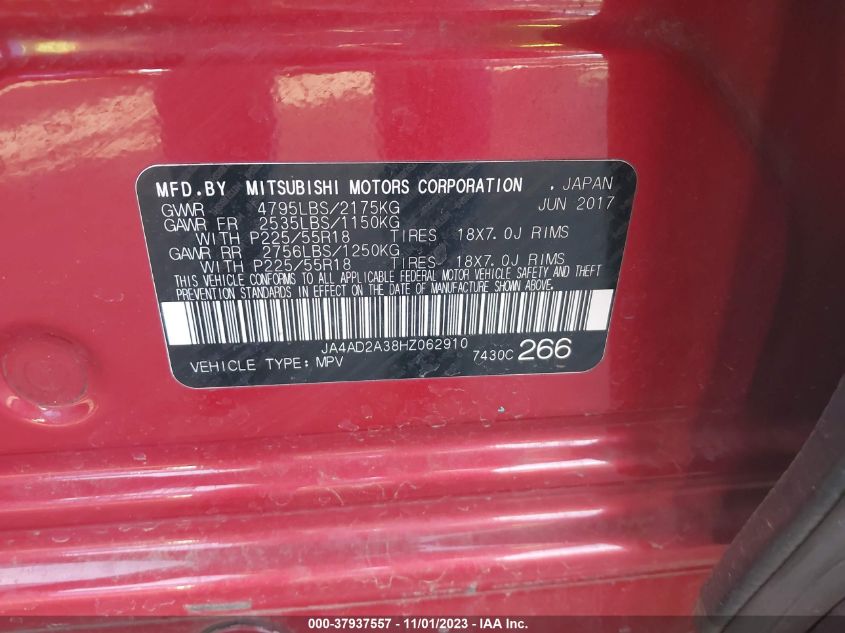 MFD.BY MITSUBISHI MOTORS CORPORATION , JAPAN
GVWR 4795LBS/2175KG JUN 2017
GAWR FR 2535LBS/1150KG
WITH P225/55R18 TIRES 18X7.0J RIMS
GAWR RR 2756LBS/1250KG
WITH P225/55R18 TIRES 18X7.0J RIMS
THIS VEHICLE CONFORMS TO ALL APPLICABLE FEDERAL MOTOR VEHICLE SAFETY AND THEFT
PREVENTION STANDARDS IN EFFECT ON THE DATE OF MANUFACTURE SHOWN ABOVE.
JA4AD2A38HZ062910
VEHICLE TYPE: MPV 7430C 266
000-37937557 - 11/01/2023 - Copyright © IAA Inc.